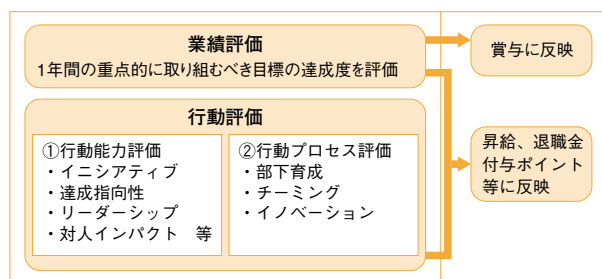 業績評価
1年間の重点的に取り組むべき目標の達成度を評価
賞与に反映
行動評価
①行動能力評価
・イニシアティブ
・達成指向性
・リーダーシップ
・対人インパクト　等
②行動プロセス評価
・部下育成
・チーミング
・イノベーション
昇給、退職金
付与ポイント
等に反映